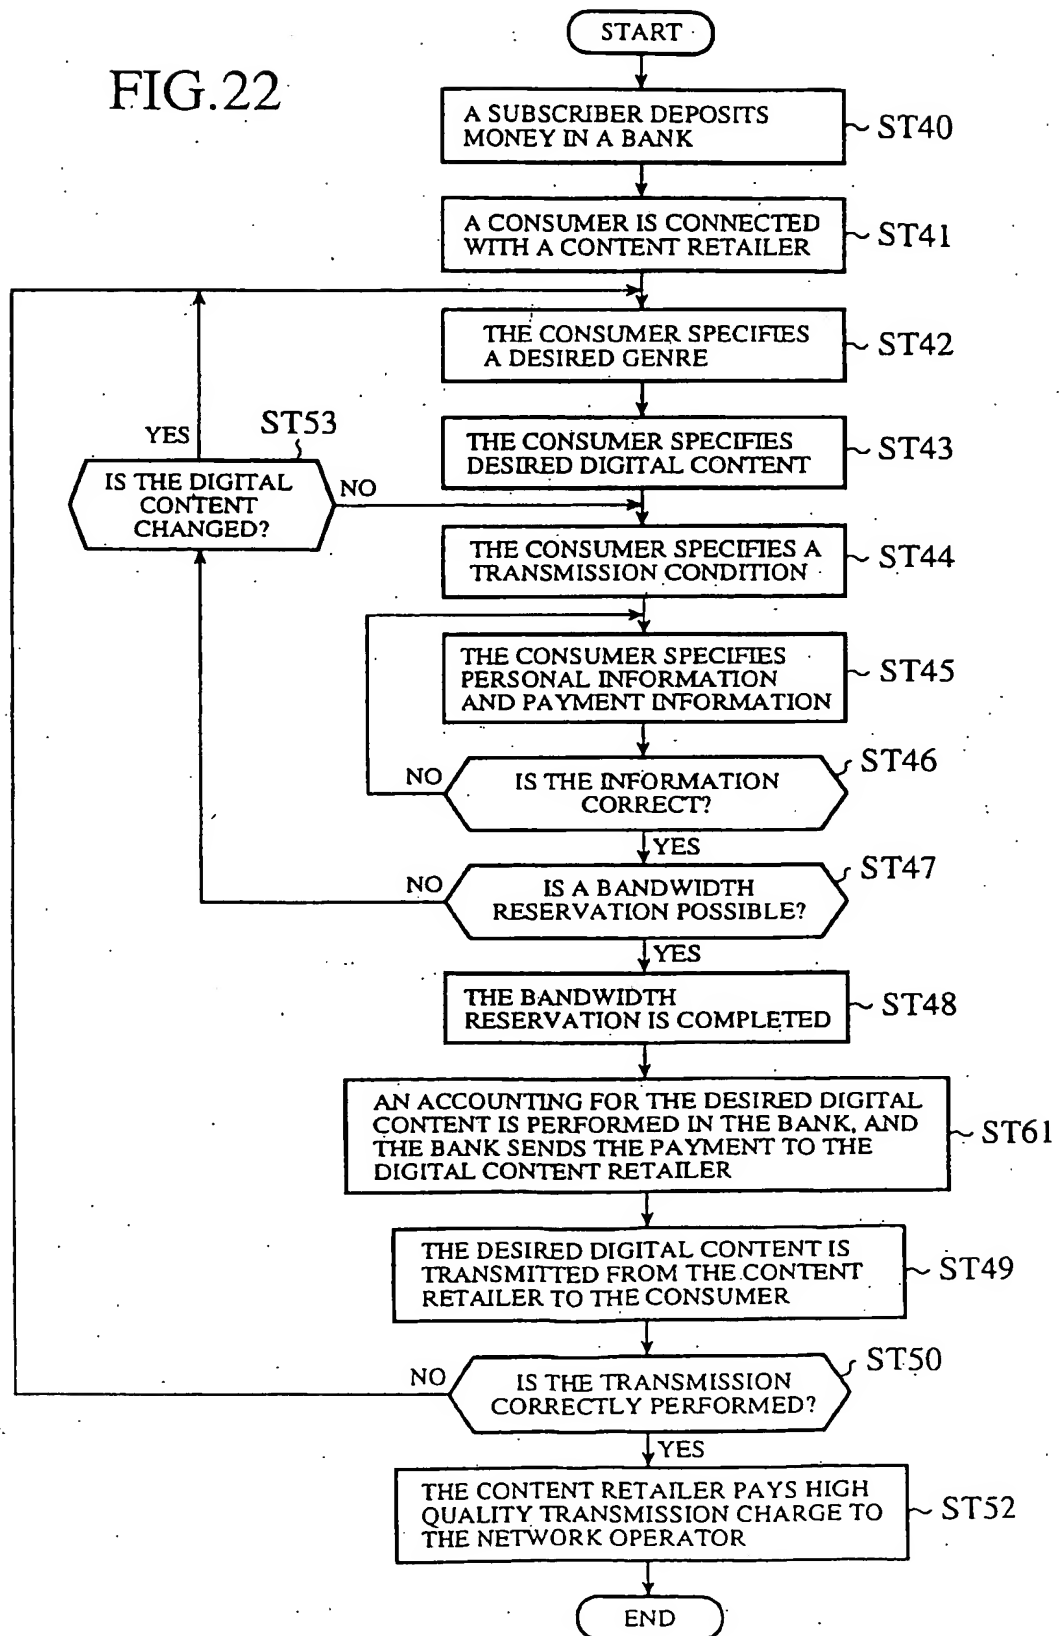 START
FIG.22
A SUBSCRIBER DEPOSITS
MONEY IN A BANK
ST40
A CONSUMER IS CONNECTED
WITH A CONTENT RETAILER
ST41
THE CONSUMER SPECIFIES
A DESIRED GENRE
ST42
THE CONSUMER SPECIFIES
DESIRED DIGITAL CONTENT
ST43
YES
ST53
IS THE DIGITAL
CONTENT
CHANGED?
NO
THE CONSUMER SPECIFIES A
TRANSMISSION CONDITION
ST44
THE CONSUMER SPECIFIES
PERSONAL INFORMATION
AND PAYMENT INFORMATION
ST45
NO
IS THE INFORMATION
CORRECT?
ST46
YES
NO
IS A BANDWIDTH
RESERVATION POSSIBLE?
ST47
YES
THE BANDWIDTH
RESERVATION IS COMPLETED
ST48
AN ACCOUNTING FOR THE DESIRED DIGITAL
CONTENT IS PERFORMED IN THE BANK, AND
THE BANK SENDS THE PAYMENT TO THE
DIGITAL CONTENT RETAILER
ST61
THE DESIRED DIGITAL CONTENT IS
TRANSMITTED FROM THE CONTENT
RETAILER TO THE CONSUMER
ST49
NO
IS THE TRANSMISSION
CORRECTLY PERFORMED?
ST50
YES
THE CONTENT RETAILER PAYS HIGH
QUALITY TRANSMISSION CHARGE TO
THE NETWORK OPERATOR
ST52
END